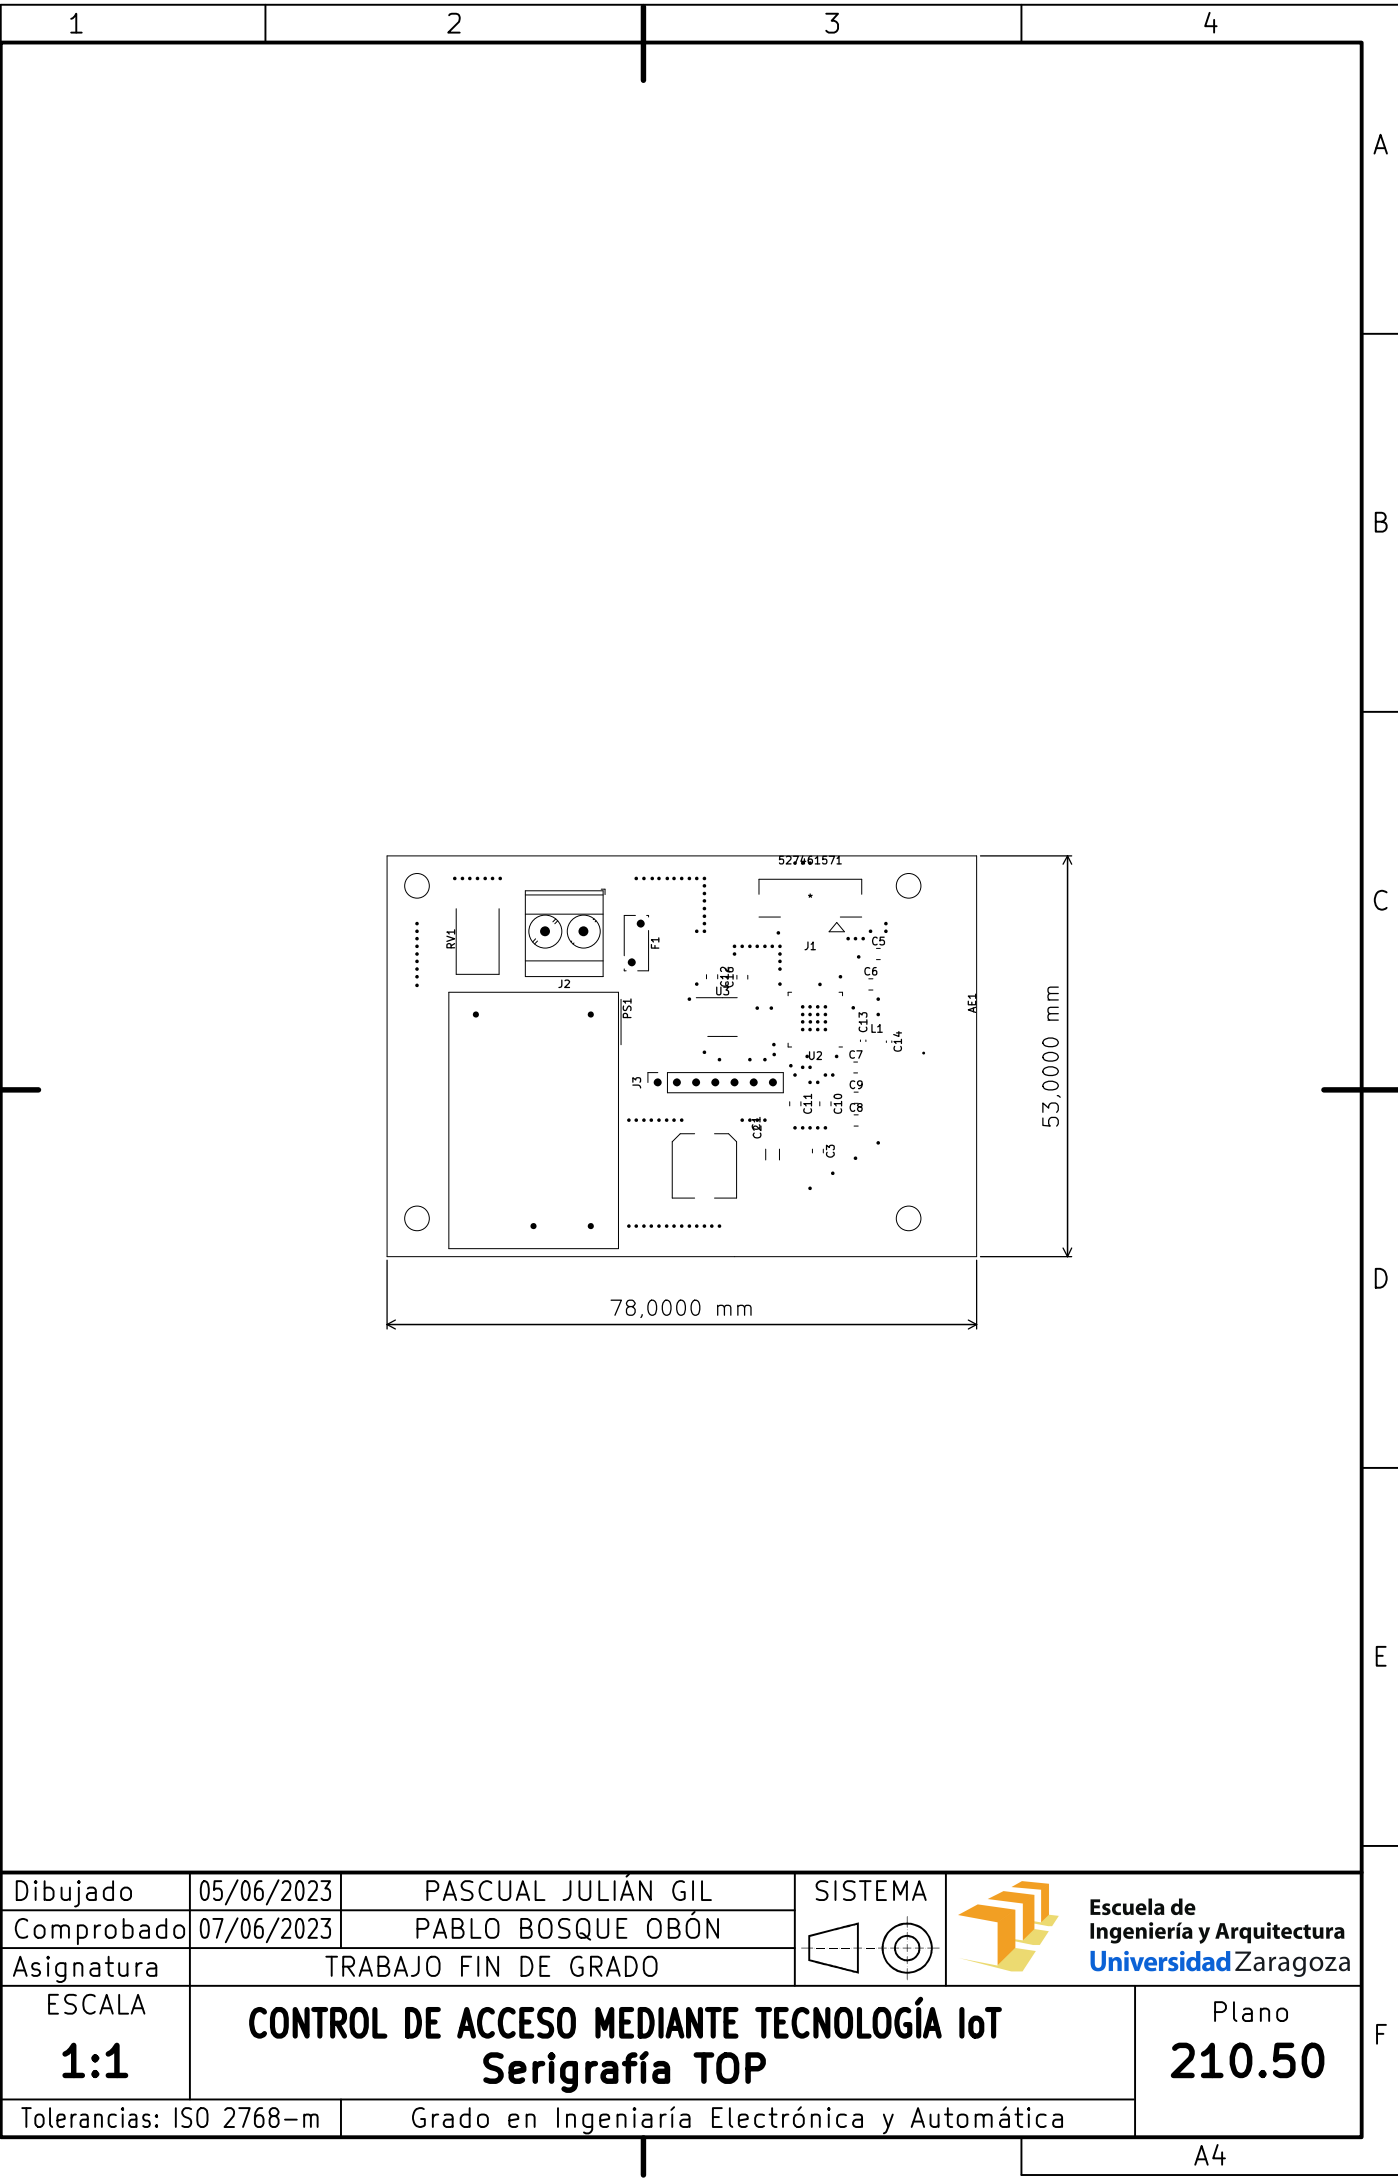 1 2 3 4
A
B
C
D
E
F
527461571
*
J1
C5
C6
RV1
J2
F1
C12
C16
U3
PS1
AE1
C13
L1
C14
U2
C7
C9
C8
C11
C10
J3
C1
C3
53,0000 mm
78,0000 mm
Dibujado 05/06/2023 PASCUAL JULIÁN GIL
Comprobado 07/06/2023 PABLO BOSQUE OBÓN
Asignatura TRABAJO FIN DE GRADO
SISTEMA
Escuela de
Ingeniería y Arquitectura
Universidad Zaragoza
ESCALA
1:1
CONTROL DE ACCESO MEDIANTE TECNOLOGÍA IoT
Serigrafía TOP
Plano
210.50
Tolerancias: ISO 2768-m
Grado en Ingeniaría Electrónica y Automática
A4